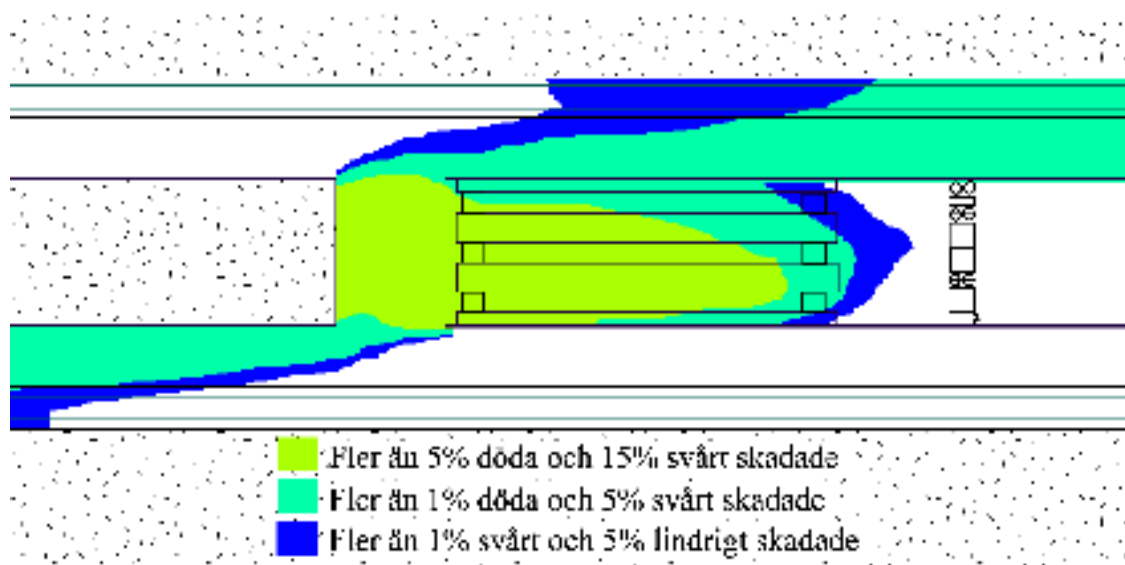 Fler än 5% döda och 15% svårt skadade
Fler än 1% döda och 5% svårt skadade
Fler än 1% svårt och 5% lindrigt skadade